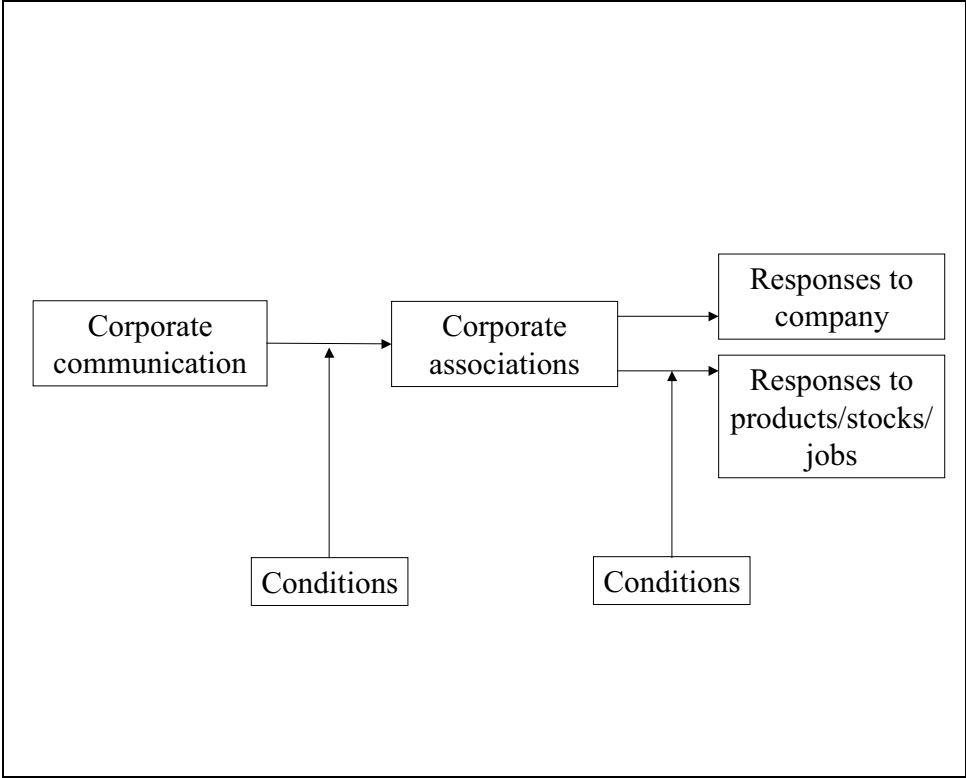 Corporate
communication
Corporate
associations
Responses to
company
Responses to
products/stocks/
jobs
Conditions
Conditions